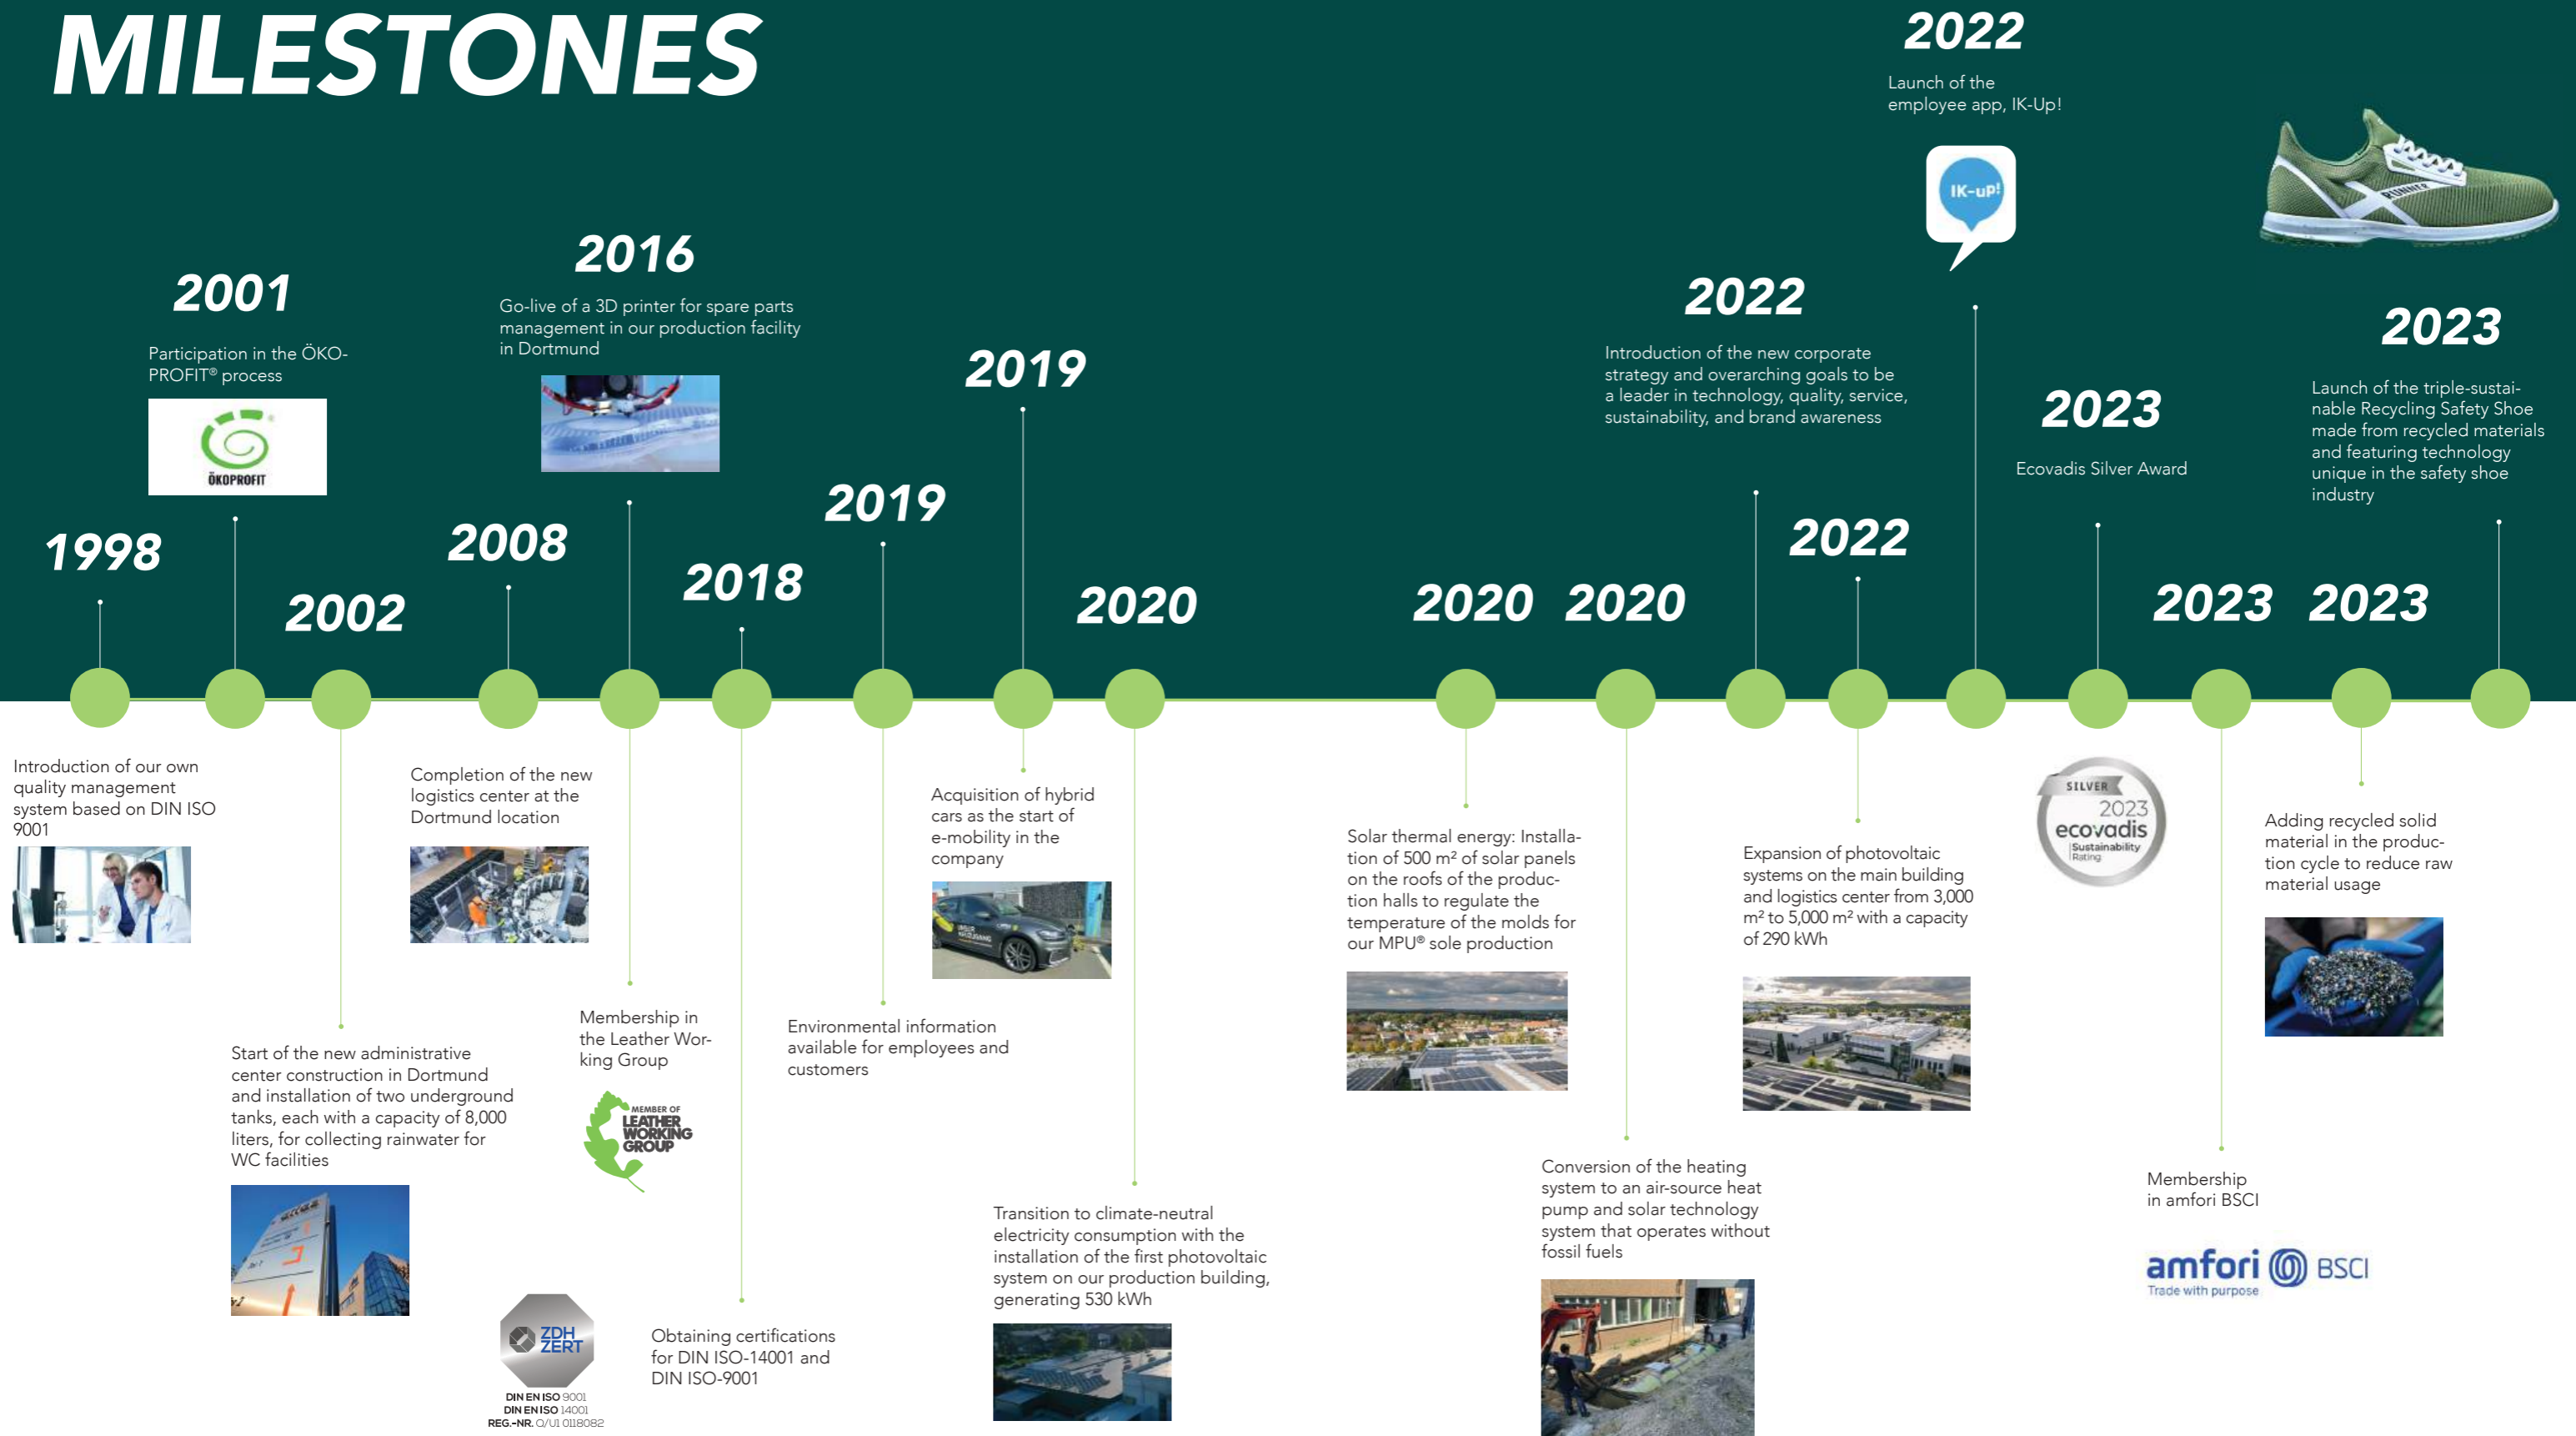 MILESTONES
1998
Introduction of our own
quality management
system based on DIN ISO
9001
2001
Participation in the ÖKO-
PROFIT® process
ÖKOPROFIT
2002
Start of the new administrative
center construction in Dortmund
and installation of two underground
tanks, each with a capacity of 8,000
liters, for collecting rainwater for
WC facilities
2008
Completion of the new
logistics center at the
Dortmund location
2016
Go-live of a 3D printer for spare parts
management in our production facility
in Dortmund
Membership in
the Leather Wor-
king Group
MEMBER OF
LEATHER
WORKING
GROUP
2018
Obtaining certifications
for DIN ISO-14001 and
DIN ISO-9001
ZDH
ZERT
DIN EN ISO 9001
DIN EN ISO 14001
REG.-NR. Q/U1 0118082
2019
Environmental information
available for employees and
customers
2019
Acquisition of hybrid
cars as the start of
e-mobility in the
company
2020
Transition to climate-neutral
electricity consumption with the
installation of the first photovoltaic
system on our production building,
generating 530 kWh
2020
Solar thermal energy: Installa-
tion of 500 m² of solar panels
on the roofs of the produc-
tion halls to regulate the
temperature of the molds for
our MPU® sole production
2020
Conversion of the heating
system to an air-source heat
pump and solar technology
system that operates without
fossil fuels
2022
Introduction of the new corporate
strategy and overarching goals to be
a leader in technology, quality, service,
sustainability, and brand awareness
2022
Expansion of photovoltaic
systems on the main building
and logistics center from 3,000
m² to 5,000 m² with a capacity
of 290 kWh
2022
Launch of the
employee app, IK-Up!
IK-uP!
2023
Ecovadis Silver Award
SILVER
2023
ecovadis
Sustainability
Rating
2023
Membership
in amfori BSCI
amfori BSCI
Trade with purpose
2023
Adding recycled solid
material in the produc-
tion cycle to reduce raw
material usage
2023
Launch of the triple-sustai-
nable Recycling Safety Shoe
made from recycled materials
and featuring technology
unique in the safety shoe
industry
RUNNER